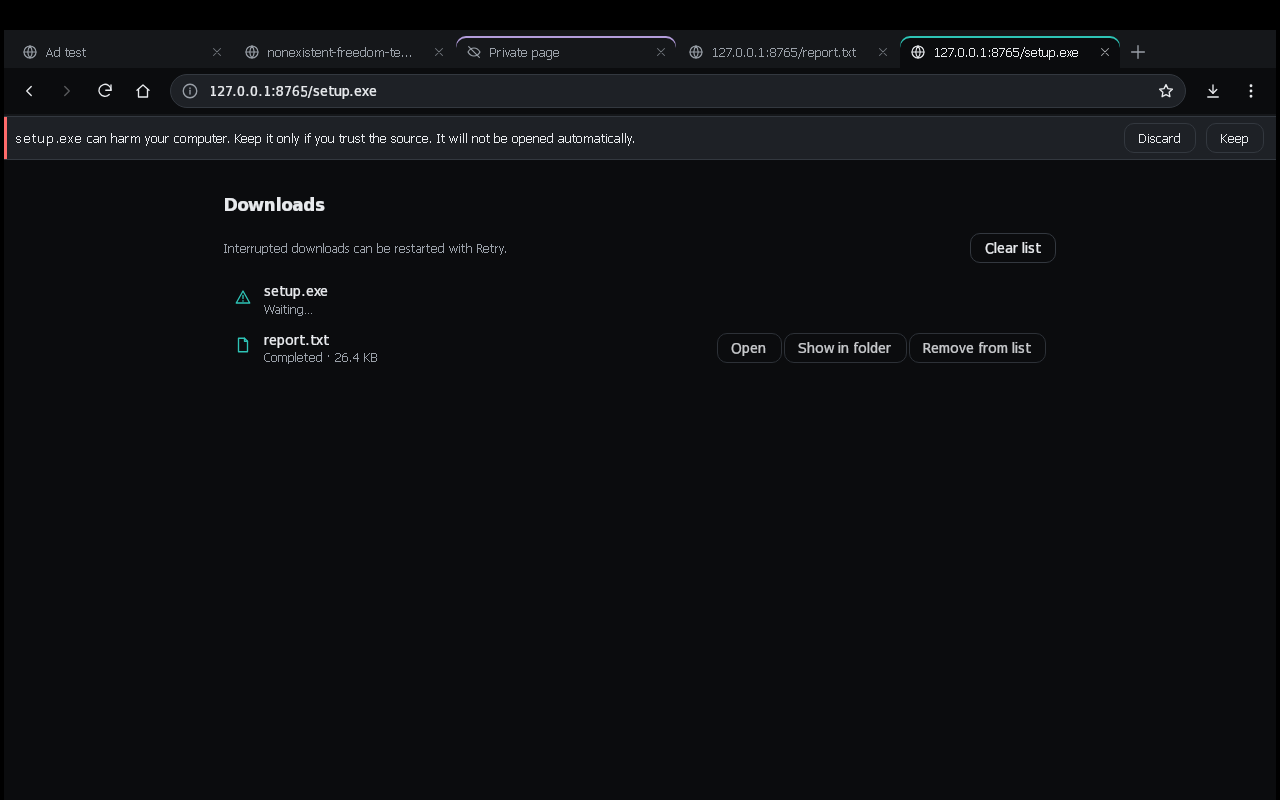 Ad test
nonexistent-freedom-te...
Private page
127.0.0.1:8765/report.txt
127.0.0.1:8765/setup.exe
127.0.0.1:8765/setup.exe
setup.exe can harm your computer. Keep it only if you trust the source. It will not be opened automatically.
Discard
Keep
Downloads
Interrupted downloads can be restarted with Retry.
Clear list
setup.exe
Waiting...
report.txt
Completed · 26.4 KB
Open
Show in folder
Remove from list